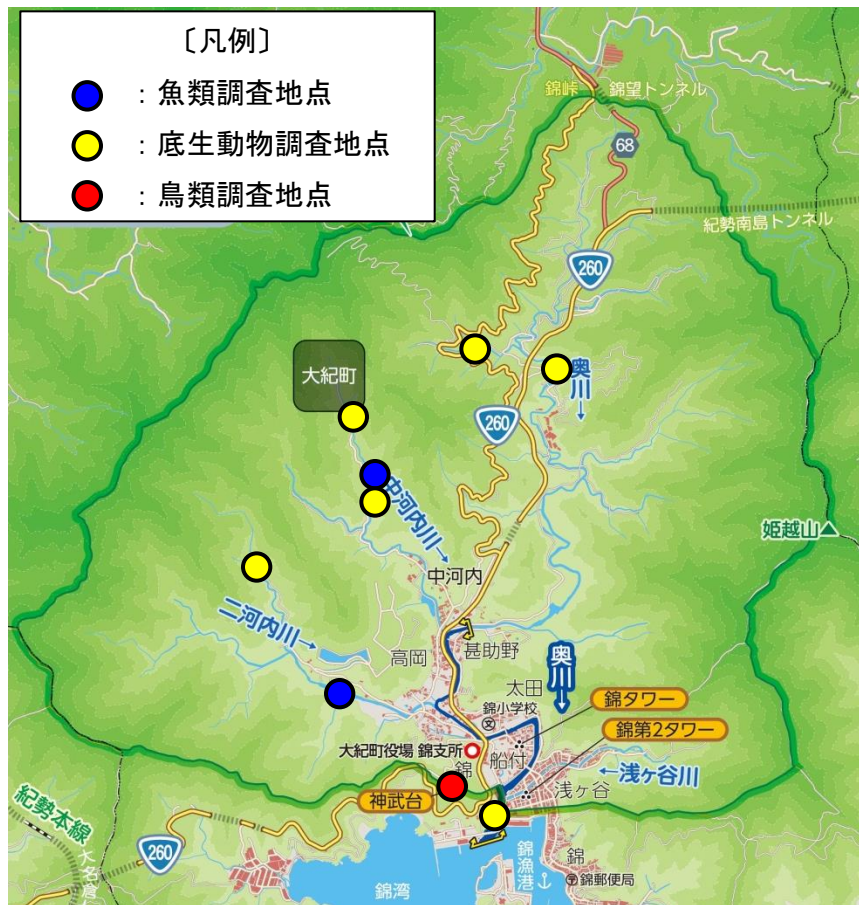 〔凡例〕
：魚類調査地点
：底生動物調査地点
：鳥類調査地点
錦峠
錦望トンネル
68
紀勢南島トンネル
260
大紀町
奥川→
260
中河内川→
姫越山▲
中河内
二河内川→
高岡
甚助野
奥川→
太田
錦タワー
錦小学校
文
錦第2タワー
大紀町役場 錦支所
船付
錦
←浅ヶ谷川
浅ヶ谷
神武台
紀勢本線
260
大名倉
錦湾
錦漁港
錦
〒錦郵便局